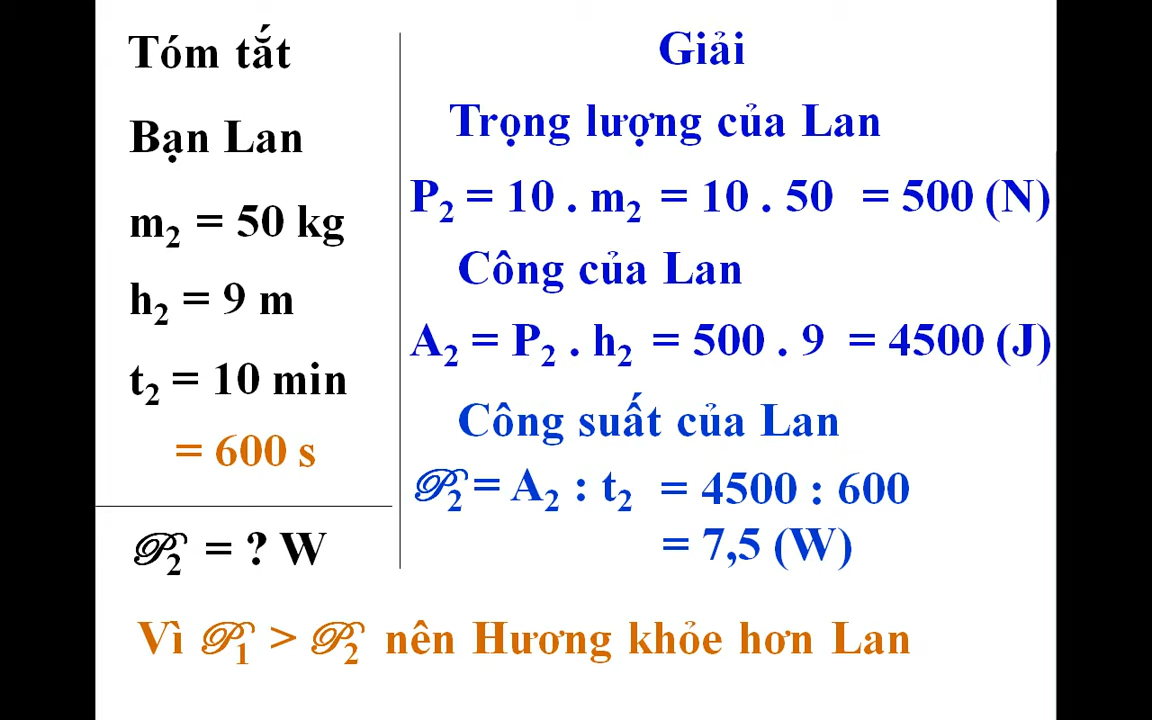 Tóm tắt
Bạn Lan
m₂ = 50 kg
h₂ = 9 m
t₂ = 10 min
= 600 s
𝒫₂ = ? W
Giải
Trọng lượng của Lan
P₂ = 10 . m₂ = 10 . 50 = 500 (N)
Công của Lan
A₂ = P₂ . h₂ = 500 . 9 = 4500 (J)
Công suất của Lan
𝒫₂ = A₂ : t₂ = 4500 : 600
= 7,5 (W)
Vì 𝒫₁ > 𝒫₂ nên Hương khỏe hơn Lan